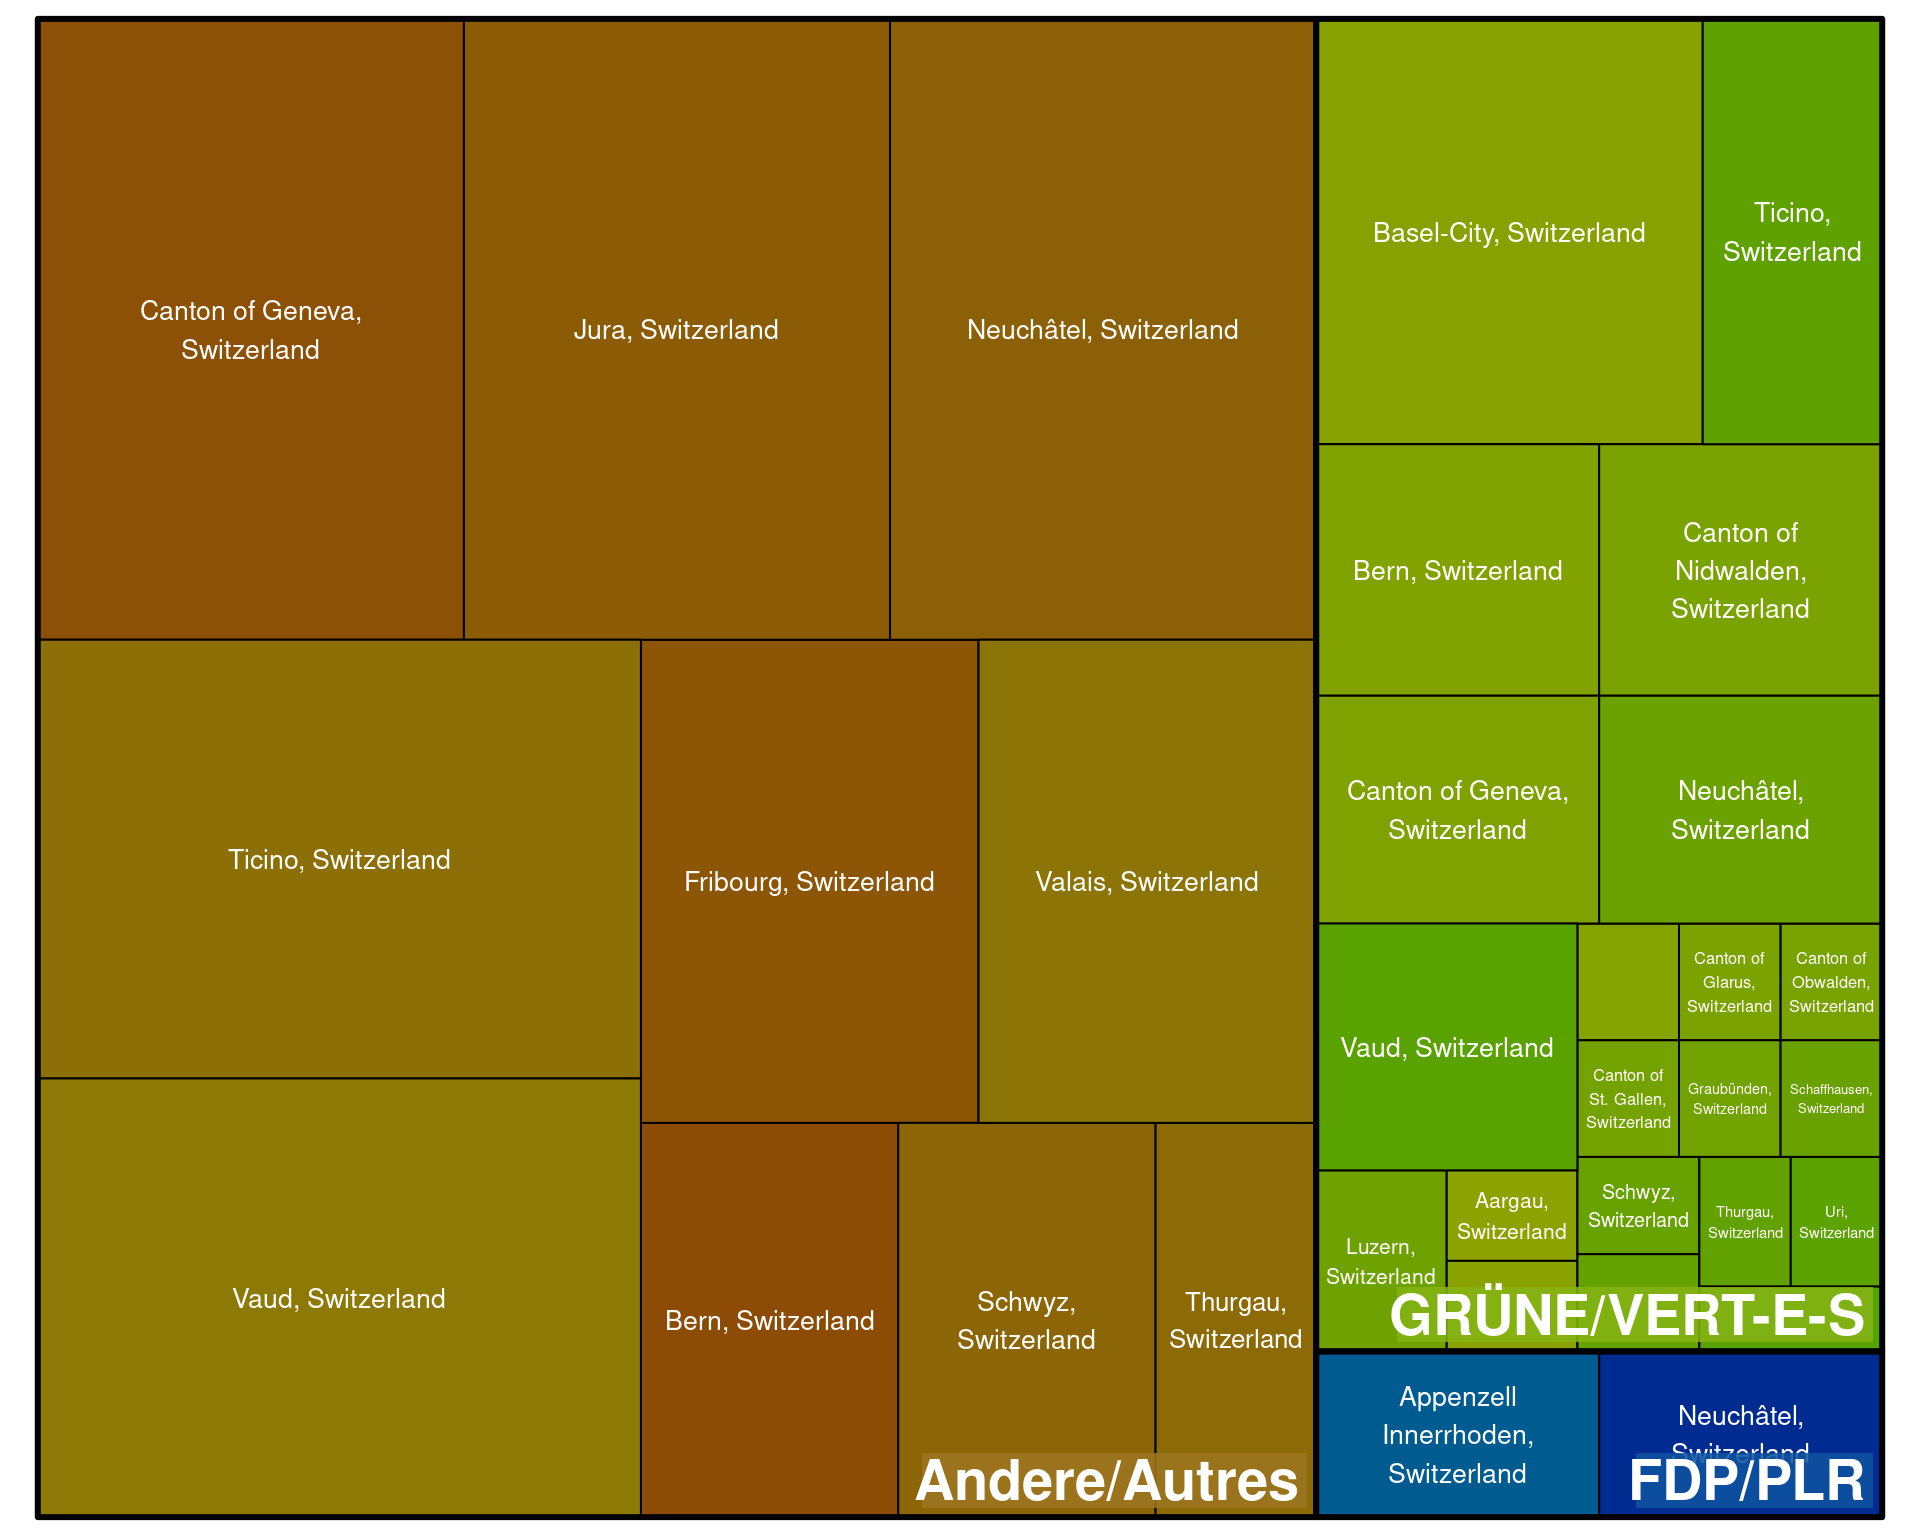 Canton of Geneva,
Switzerland
Jura, Switzerland
Neuchâtel, Switzerland
Ticino, Switzerland
Fribourg, Switzerland
Valais, Switzerland
Vaud, Switzerland
Bern, Switzerland
Schwyz,
Switzerland
Thurgau,
Switzerland
Andere/Autres
Basel-City, Switzerland
Ticino,
Switzerland
Bern, Switzerland
Canton of
Nidwalden,
Switzerland
Canton of Geneva,
Switzerland
Neuchâtel,
Switzerland
Vaud, Switzerland
Canton of
Glarus,
Switzerland
Canton of
Obwalden,
Switzerland
Canton of
St. Gallen,
Switzerland
Graubünden,
Switzerland
Schaffhausen,
Switzerland
Luzern,
Switzerland
Aargau,
Switzerland
Schwyz,
Switzerland
Thurgau,
Switzerland
Uri,
Switzerland
GRÜNE/VERT-E-S
Appenzell
Innerrhoden,
Switzerland
Neuchâtel,
Switzerland
FDP/PLR